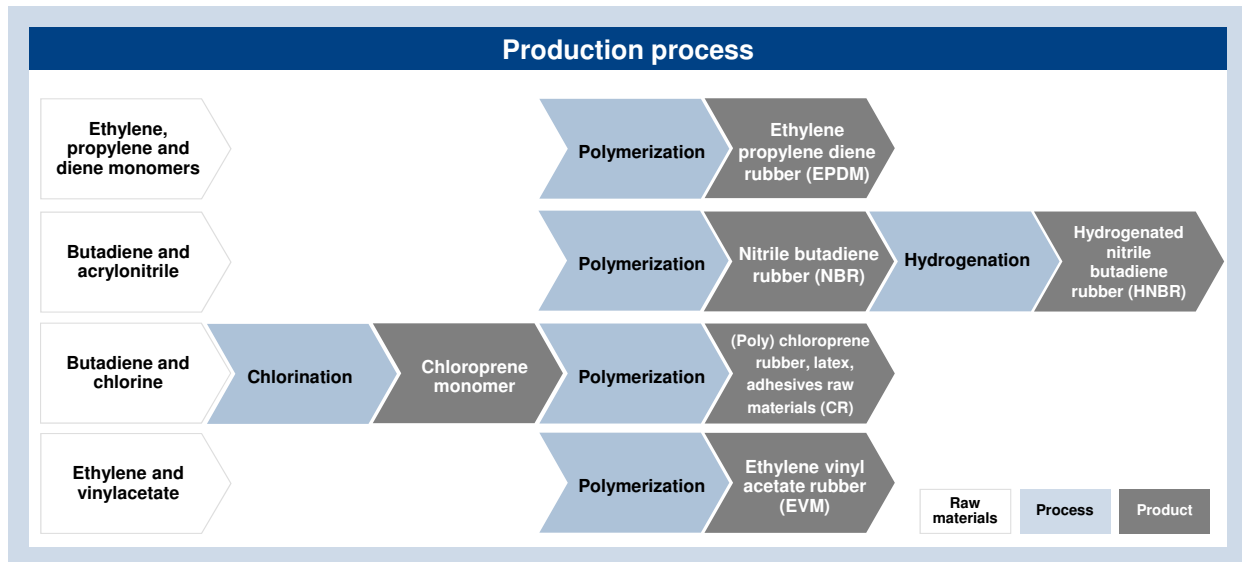 Production process
Ethylene,
propylene and
diene monomers
Polymerization
Ethylene
propylene diene
rubber (EPDM)
Butadiene and
acrylonitrile
Polymerization
Nitrile butadiene
rubber (NBR)
Hydrogenation
Hydrogenated
nitrile
butadiene
rubber (HNBR)
Butadiene and
chlorine
Chlorination
Chloroprene
monomer
Polymerization
(Poly) chloroprene
rubber, latex,
adhesives raw
materials (CR)
Ethylene and
vinylacetate
Polymerization
Ethylene vinyl
acetate rubber
(EVM)
Raw
materials
Process
Product